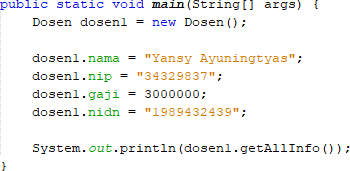 public static void main(String[] args) {
    Dosen dosen1 = new Dosen();

    dosen1.nama = "Yansy Ayuningtyas";
    dosen1.nip = "34329837";
    dosen1.gaji = 3000000;
    dosen1.nidn = "1989432439";

    System.out.println(dosen1.getAllInfo());
}